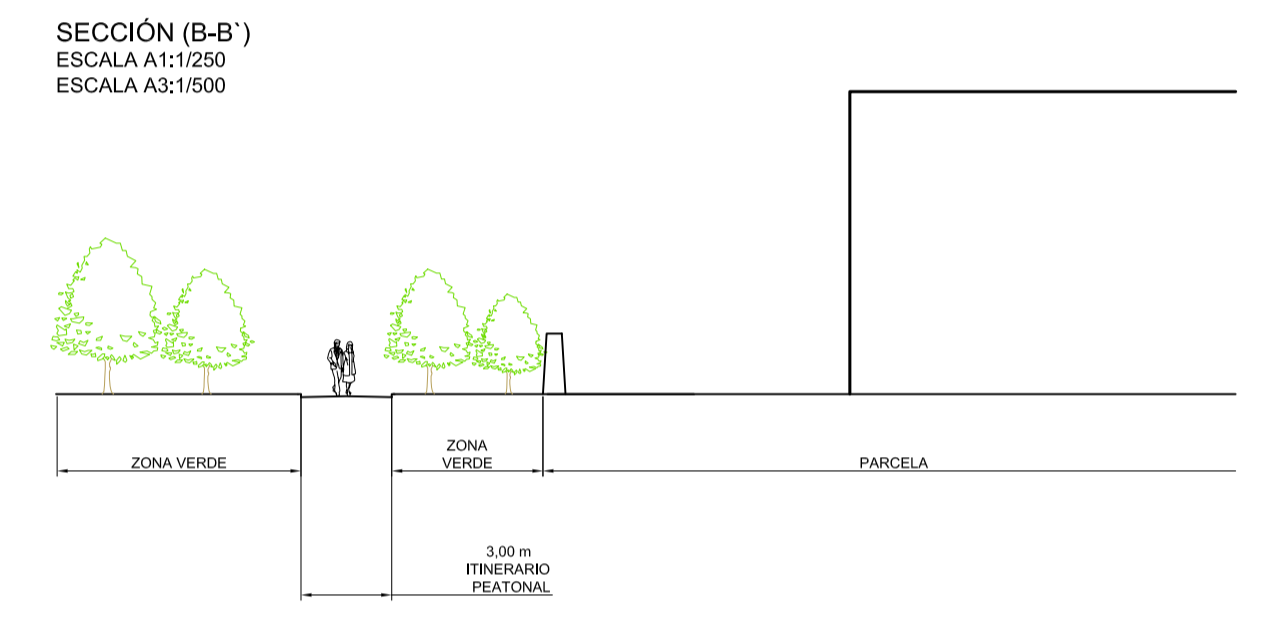 SECCIÓN (B-B`)
ESCALA A1:1/250
ESCALA A3:1/500
ZONA VERDE
ZONA
VERDE
PARCELA
3,00 m
ITINERARIO
PEATONAL